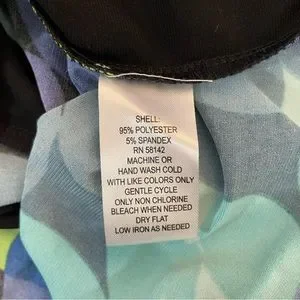 SHELL:
95% POLYESTER
5% SPANDEX
RN 58142
MACHINE OR
HAND WASH COLD
WITH LIKE COLORS ONLY
GENTLE CYCLE
ONLY NON CHLORINE
BLEACH WHEN NEEDED
DRY FLAT
LOW IRON AS NEEDED